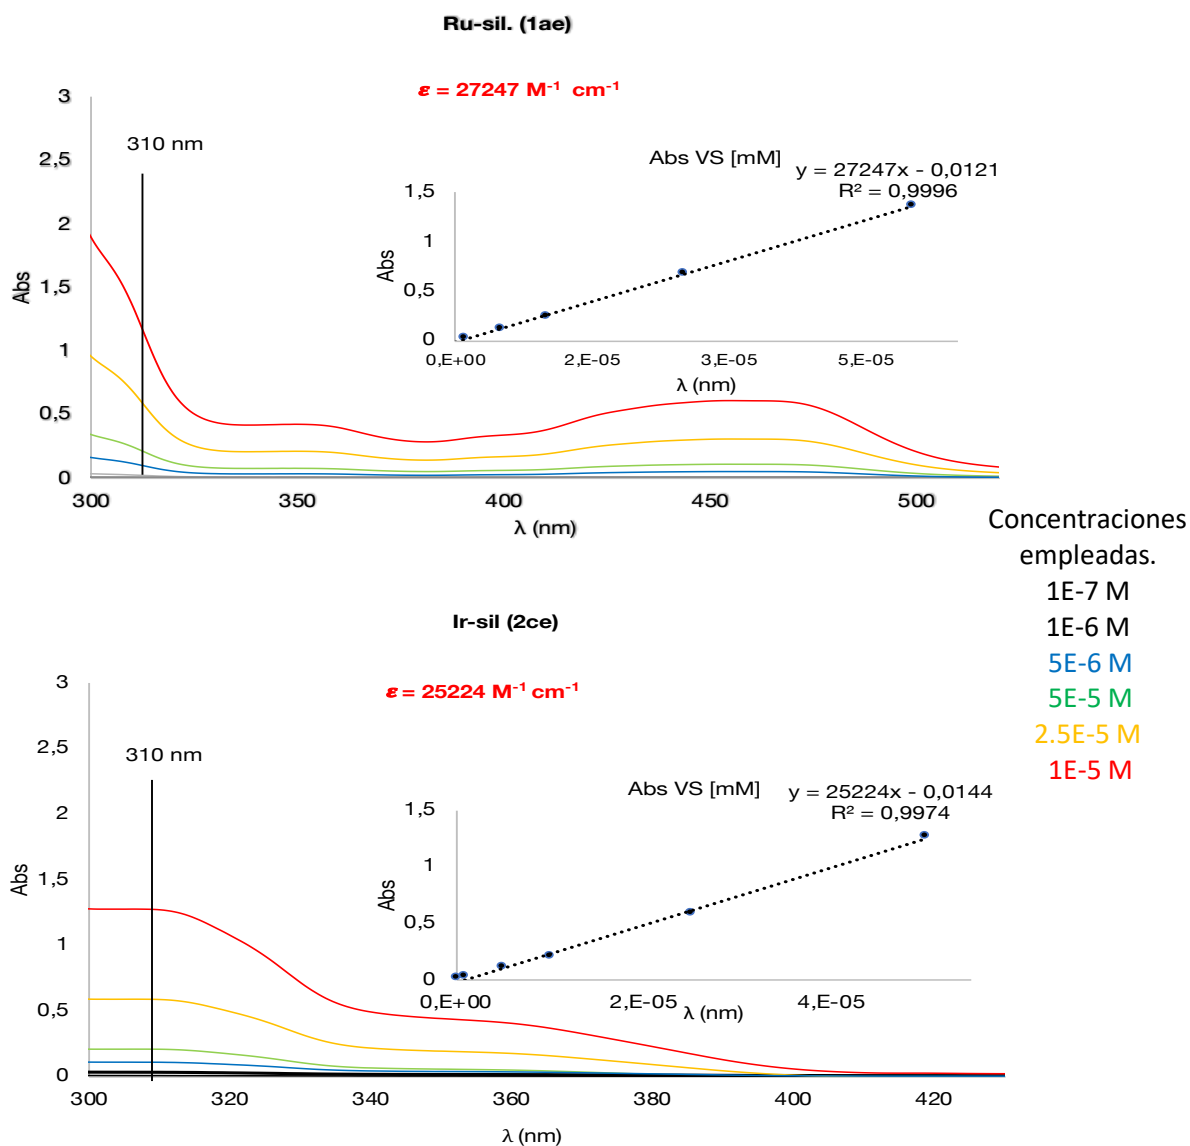 Ru-sil. (1ae)
ε = 27247 M⁻¹ cm⁻¹
3
2,5
2
1,5
1
0,5
0
Abs
310 nm
300
350
400
450
500
λ (nm)
Abs VS [mM]
y = 27247x - 0,0121
R² = 0,9996
1,5
1
0,5
0
Abs
0,E+00
2,E-05
3,E-05
5,E-05
λ (nm)
Concentraciones
empleadas.
1E-7 M
1E-6 M
5E-6 M
5E-5 M
2.5E-5 M
1E-5 M
Ir-sil (2ce)
ε = 25224 M⁻¹ cm⁻¹
3
2,5
2
1,5
1
0,5
0
Abs
310 nm
300
320
340
360
380
400
420
λ (nm)
Abs VS [mM]
y = 25224x - 0,0144
R² = 0,9974
1,5
1
0,5
0
Abs
0,E+00
2,E-05
4,E-05
λ (nm)